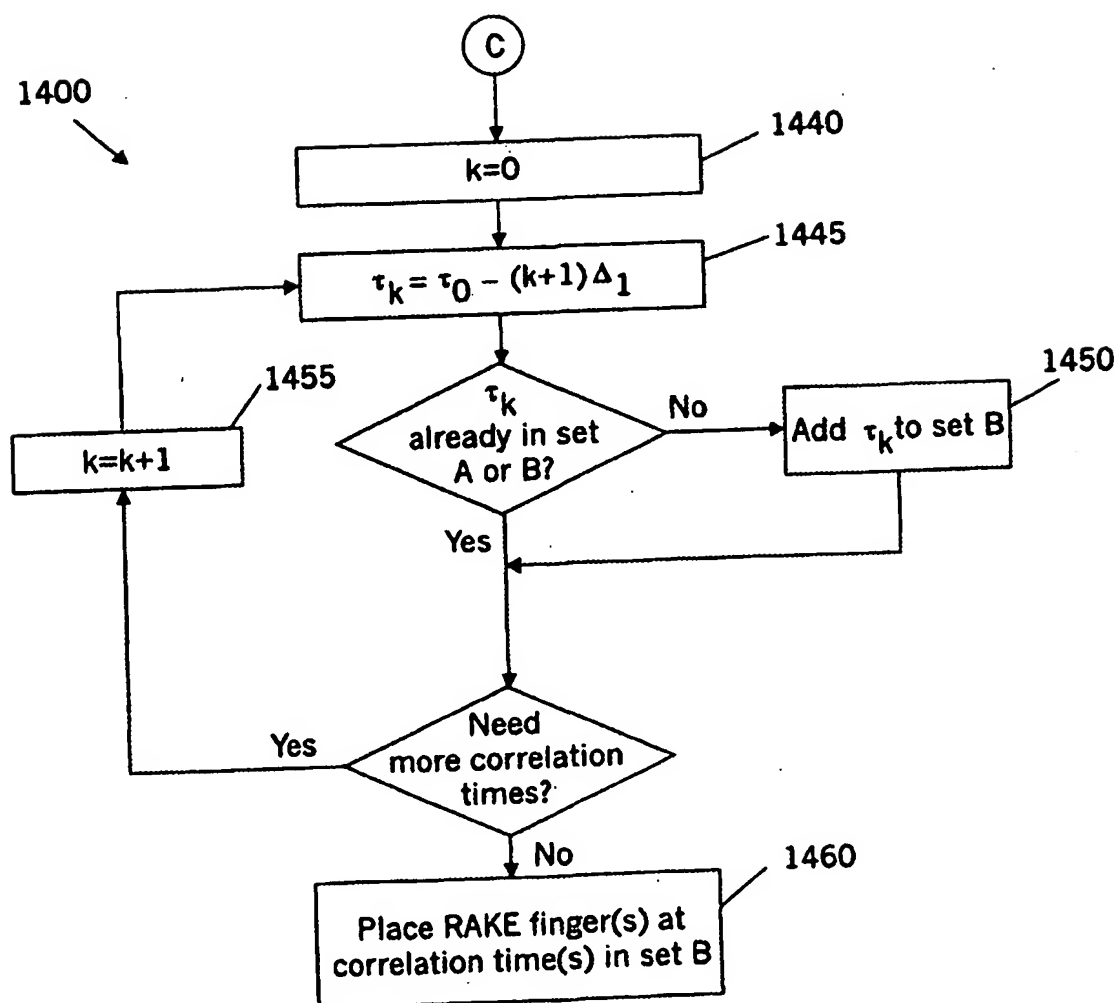 C
1400
1440
k=0
1445
τk = τ0 – (k+1) Δ1
1455
k=k+1
τk
already in set
A or B?
No
1450
Add τk to set B
Yes
Need
more correlation
times?
Yes
No
1460
Place RAKE finger(s) at
correlation time(s) in set B